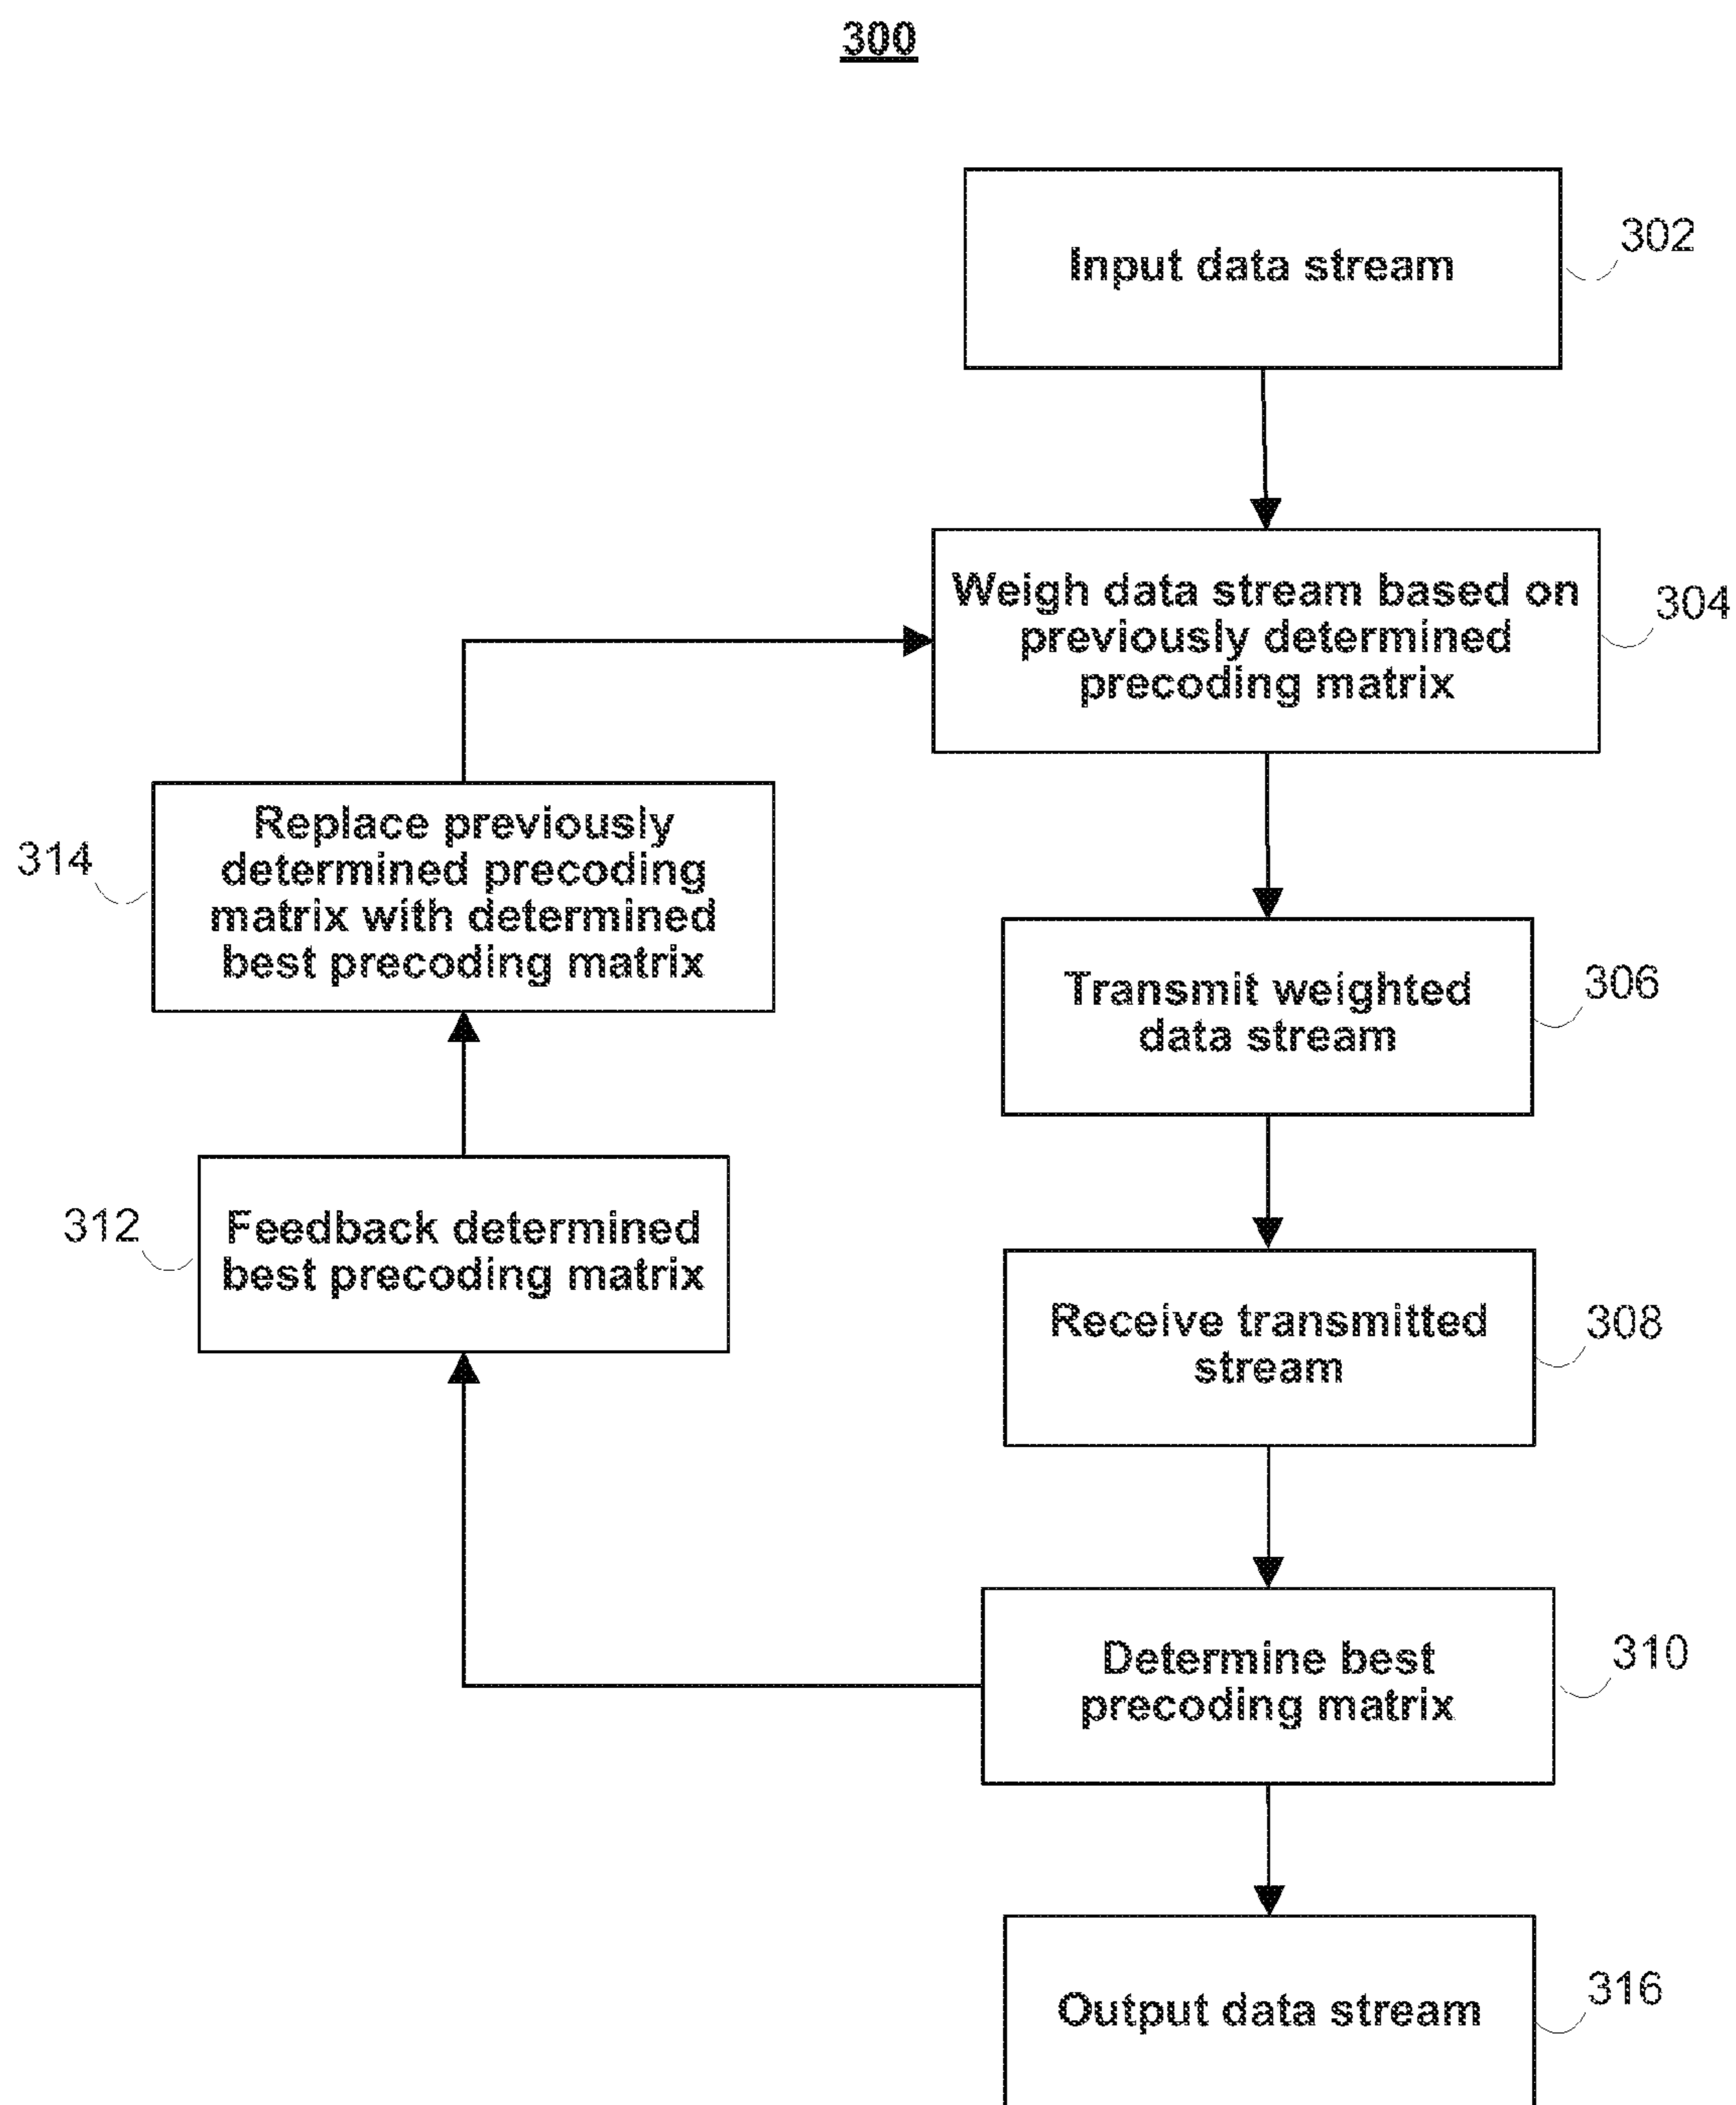 300
Input data stream
302
Weigh data stream based on
previously determined
precoding matrix
304
Replace previously
determined precoding
matrix with determined
best precoding matrix
314
Transmit weighted
data stream
306
Feedback determined
best precoding matrix
312
Receive transmitted
stream
308
Determine best
precoding matrix
310
Output data stream
316